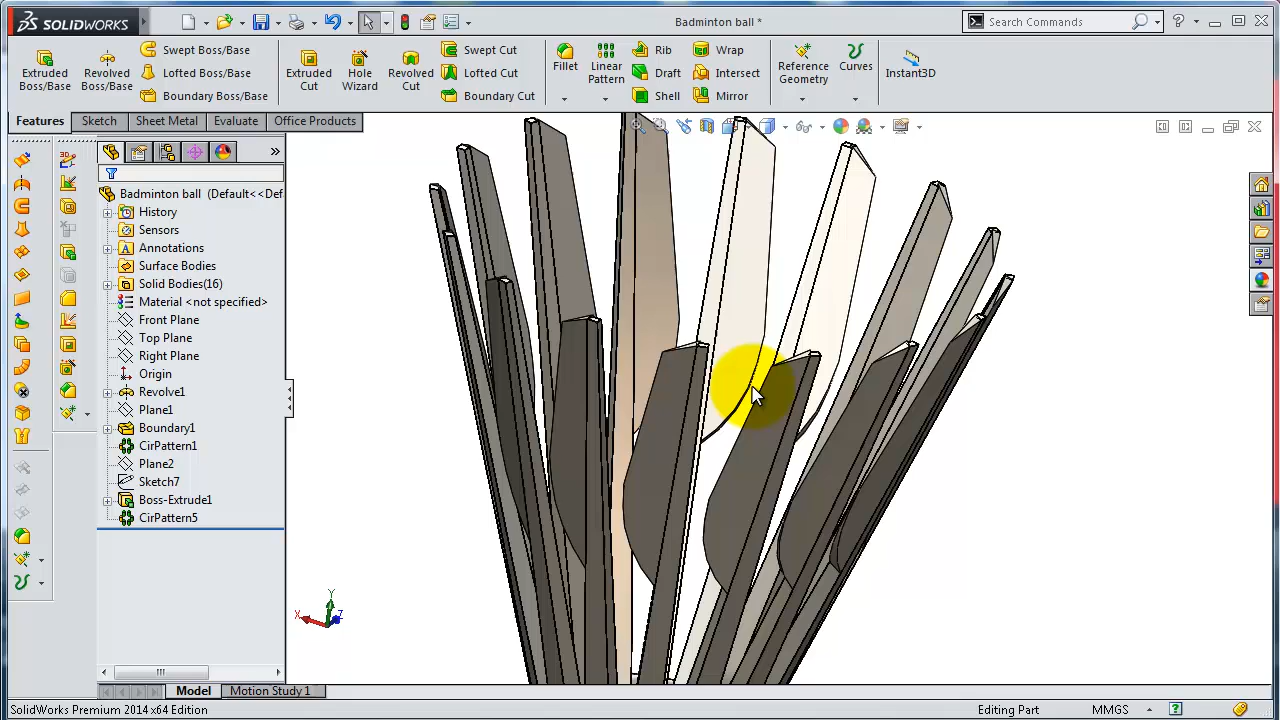 SOLIDWORKS
Badminton ball *
Search Commands
Extruded Boss/Base
Revolved Boss/Base
Swept Boss/Base
Lofted Boss/Base
Boundary Boss/Base
Extruded Cut
Hole Wizard
Revolved Cut
Swept Cut
Lofted Cut
Boundary Cut
Fillet
Linear Pattern
Rib
Draft
Shell
Wrap
Intersect
Mirror
Reference Geometry
Curves
Instant3D
Features
Sketch
Sheet Metal
Evaluate
Office Products
Badminton ball (Default<<Def
History
Sensors
Annotations
Surface Bodies
Solid Bodies(16)
Material <not specified>
Front Plane
Top Plane
Right Plane
Origin
Revolve1
Plane1
Boundary1
CirPattern1
Plane2
Sketch7
Boss-Extrude1
CirPattern5
Y
X
Z
Model
Motion Study 1
SolidWorks Premium 2014 x64 Edition
Editing Part
MMGS